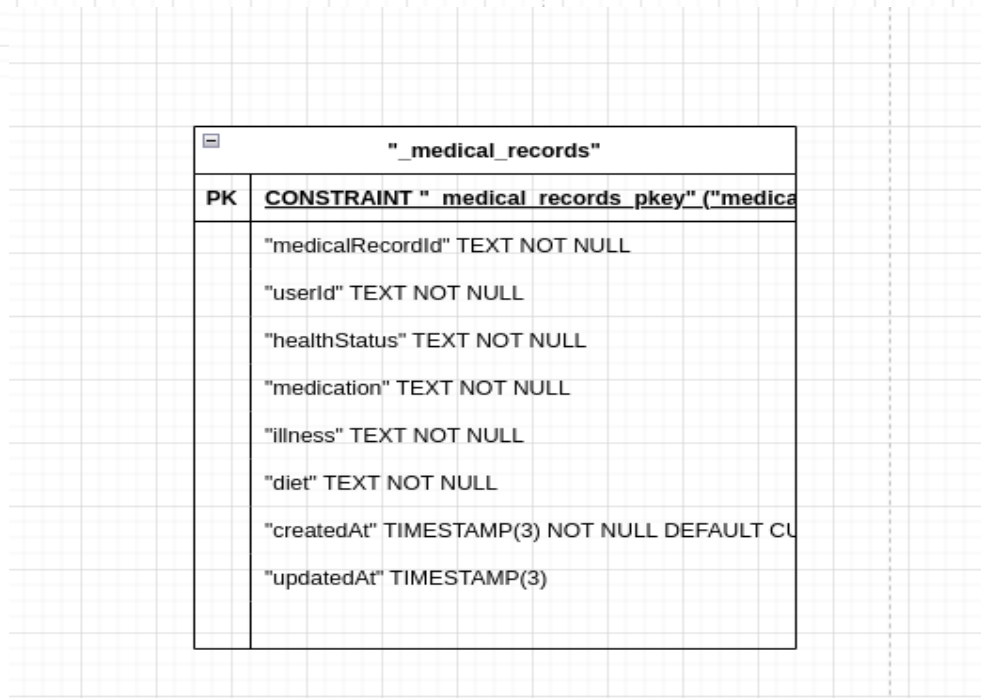 "_medical_records"
PK CONSTRAINT "_medical_records_pkey" ("medica
"medicalRecordId" TEXT NOT NULL
"userId" TEXT NOT NULL
"healthStatus" TEXT NOT NULL
"medication" TEXT NOT NULL
"illness" TEXT NOT NULL
"diet" TEXT NOT NULL
"createdAt" TIMESTAMP(3) NOT NULL DEFAULT CU
"updatedAt" TIMESTAMP(3)